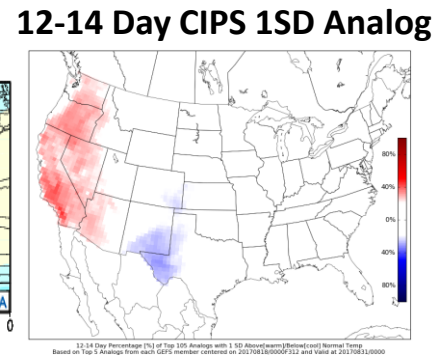 12-14 Day CIPS 1SD Analog
80%
40%
0%
40%
80%
A
0
12-14 Day Percentage [%] of Top 105 Analogs with 1 SD Above[warm]/Below[cool] Normal Temp
Based on Top 5 Analogs from each GEFS member centered on 20170818/0000F312 and Valid at 20170831/0000